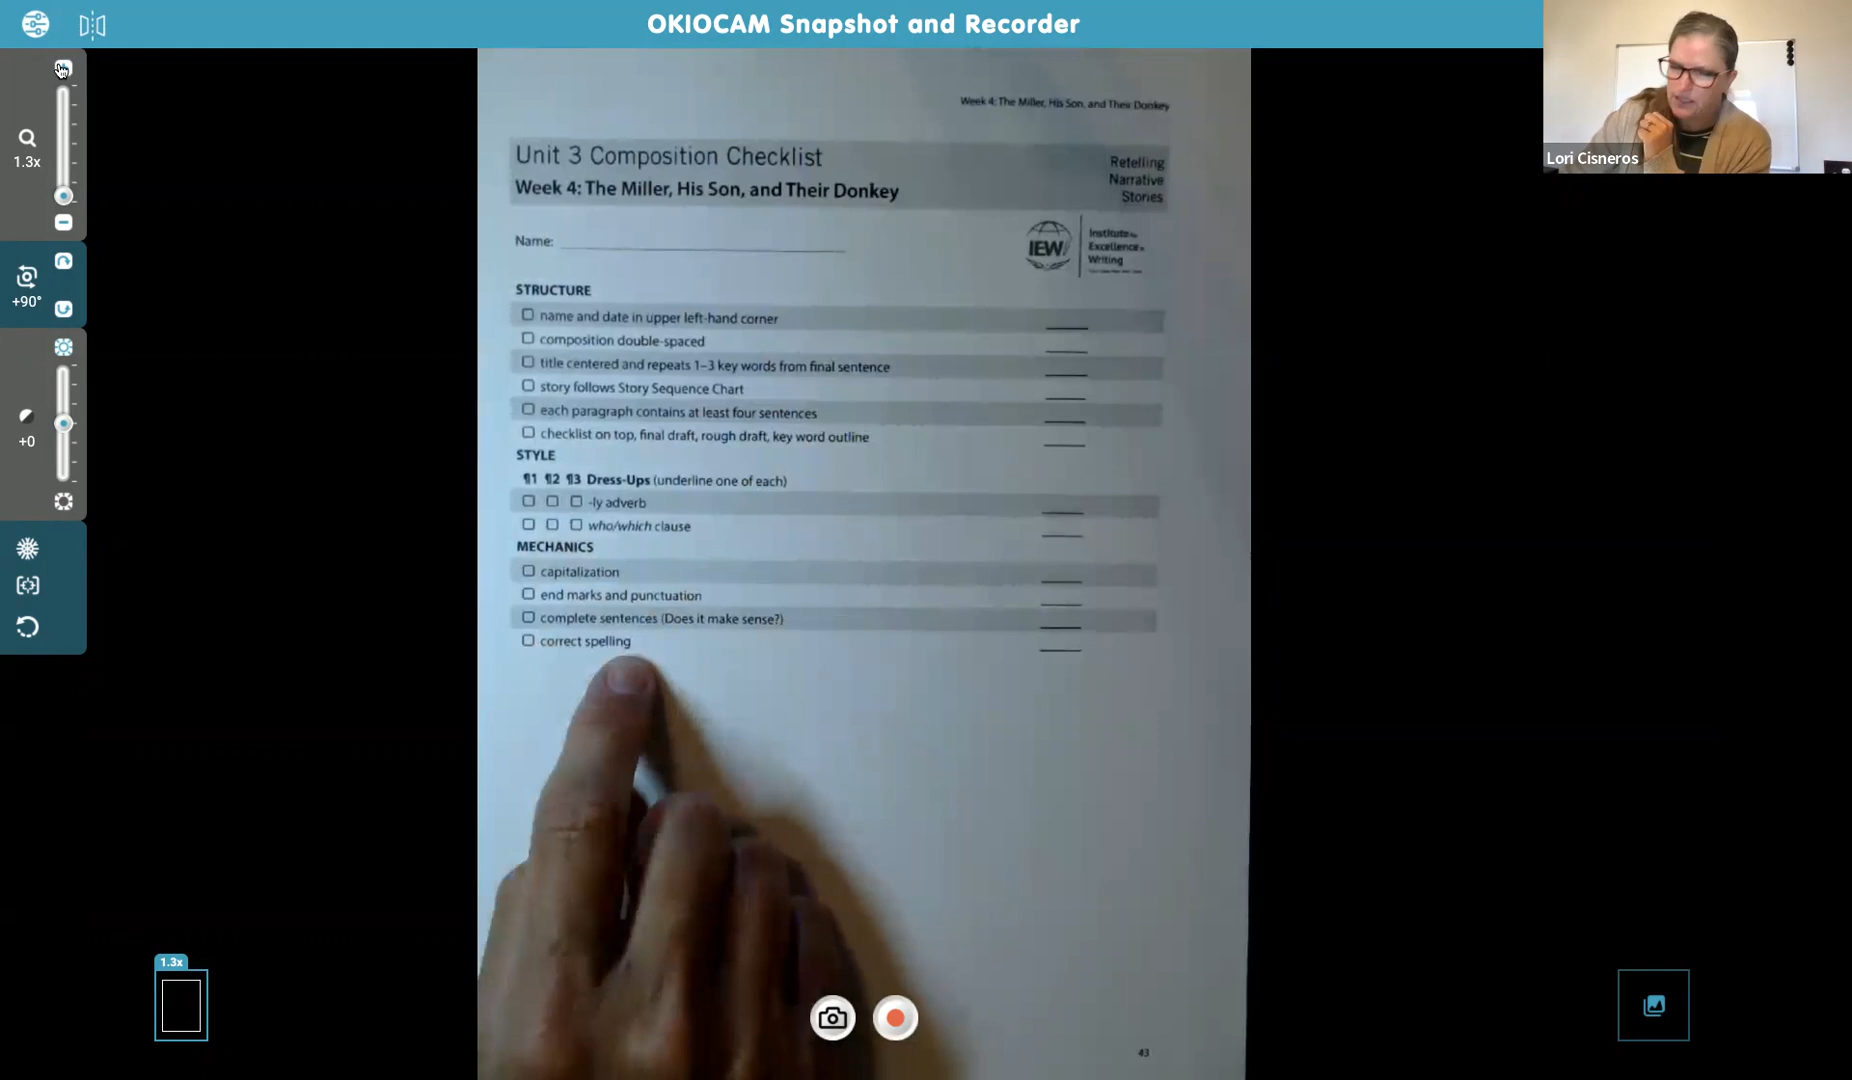 OKIOCAM Snapshot and Recorder
Lori Cisneros
1.3x
+90°
+0
1.3x
Week 4: The Miller, His Son, and Their Donkey
Unit 3 Composition Checklist
Week 4: The Miller, His Son, and Their Donkey
Retelling
Narrative
Stories
Name:
IEW
Institute for
Excellence in
Writing
STRUCTURE
name and date in upper left-hand corner
composition double-spaced
title centered and repeats 1–3 key words from final sentence
story follows Story Sequence Chart
each paragraph contains at least four sentences
checklist on top, final draft, rough draft, key word outline
STYLE
¶1 ¶2 ¶3 Dress-Ups (underline one of each)
-ly adverb
who/which clause
MECHANICS
capitalization
end marks and punctuation
complete sentences (Does it make sense?)
correct spelling
43